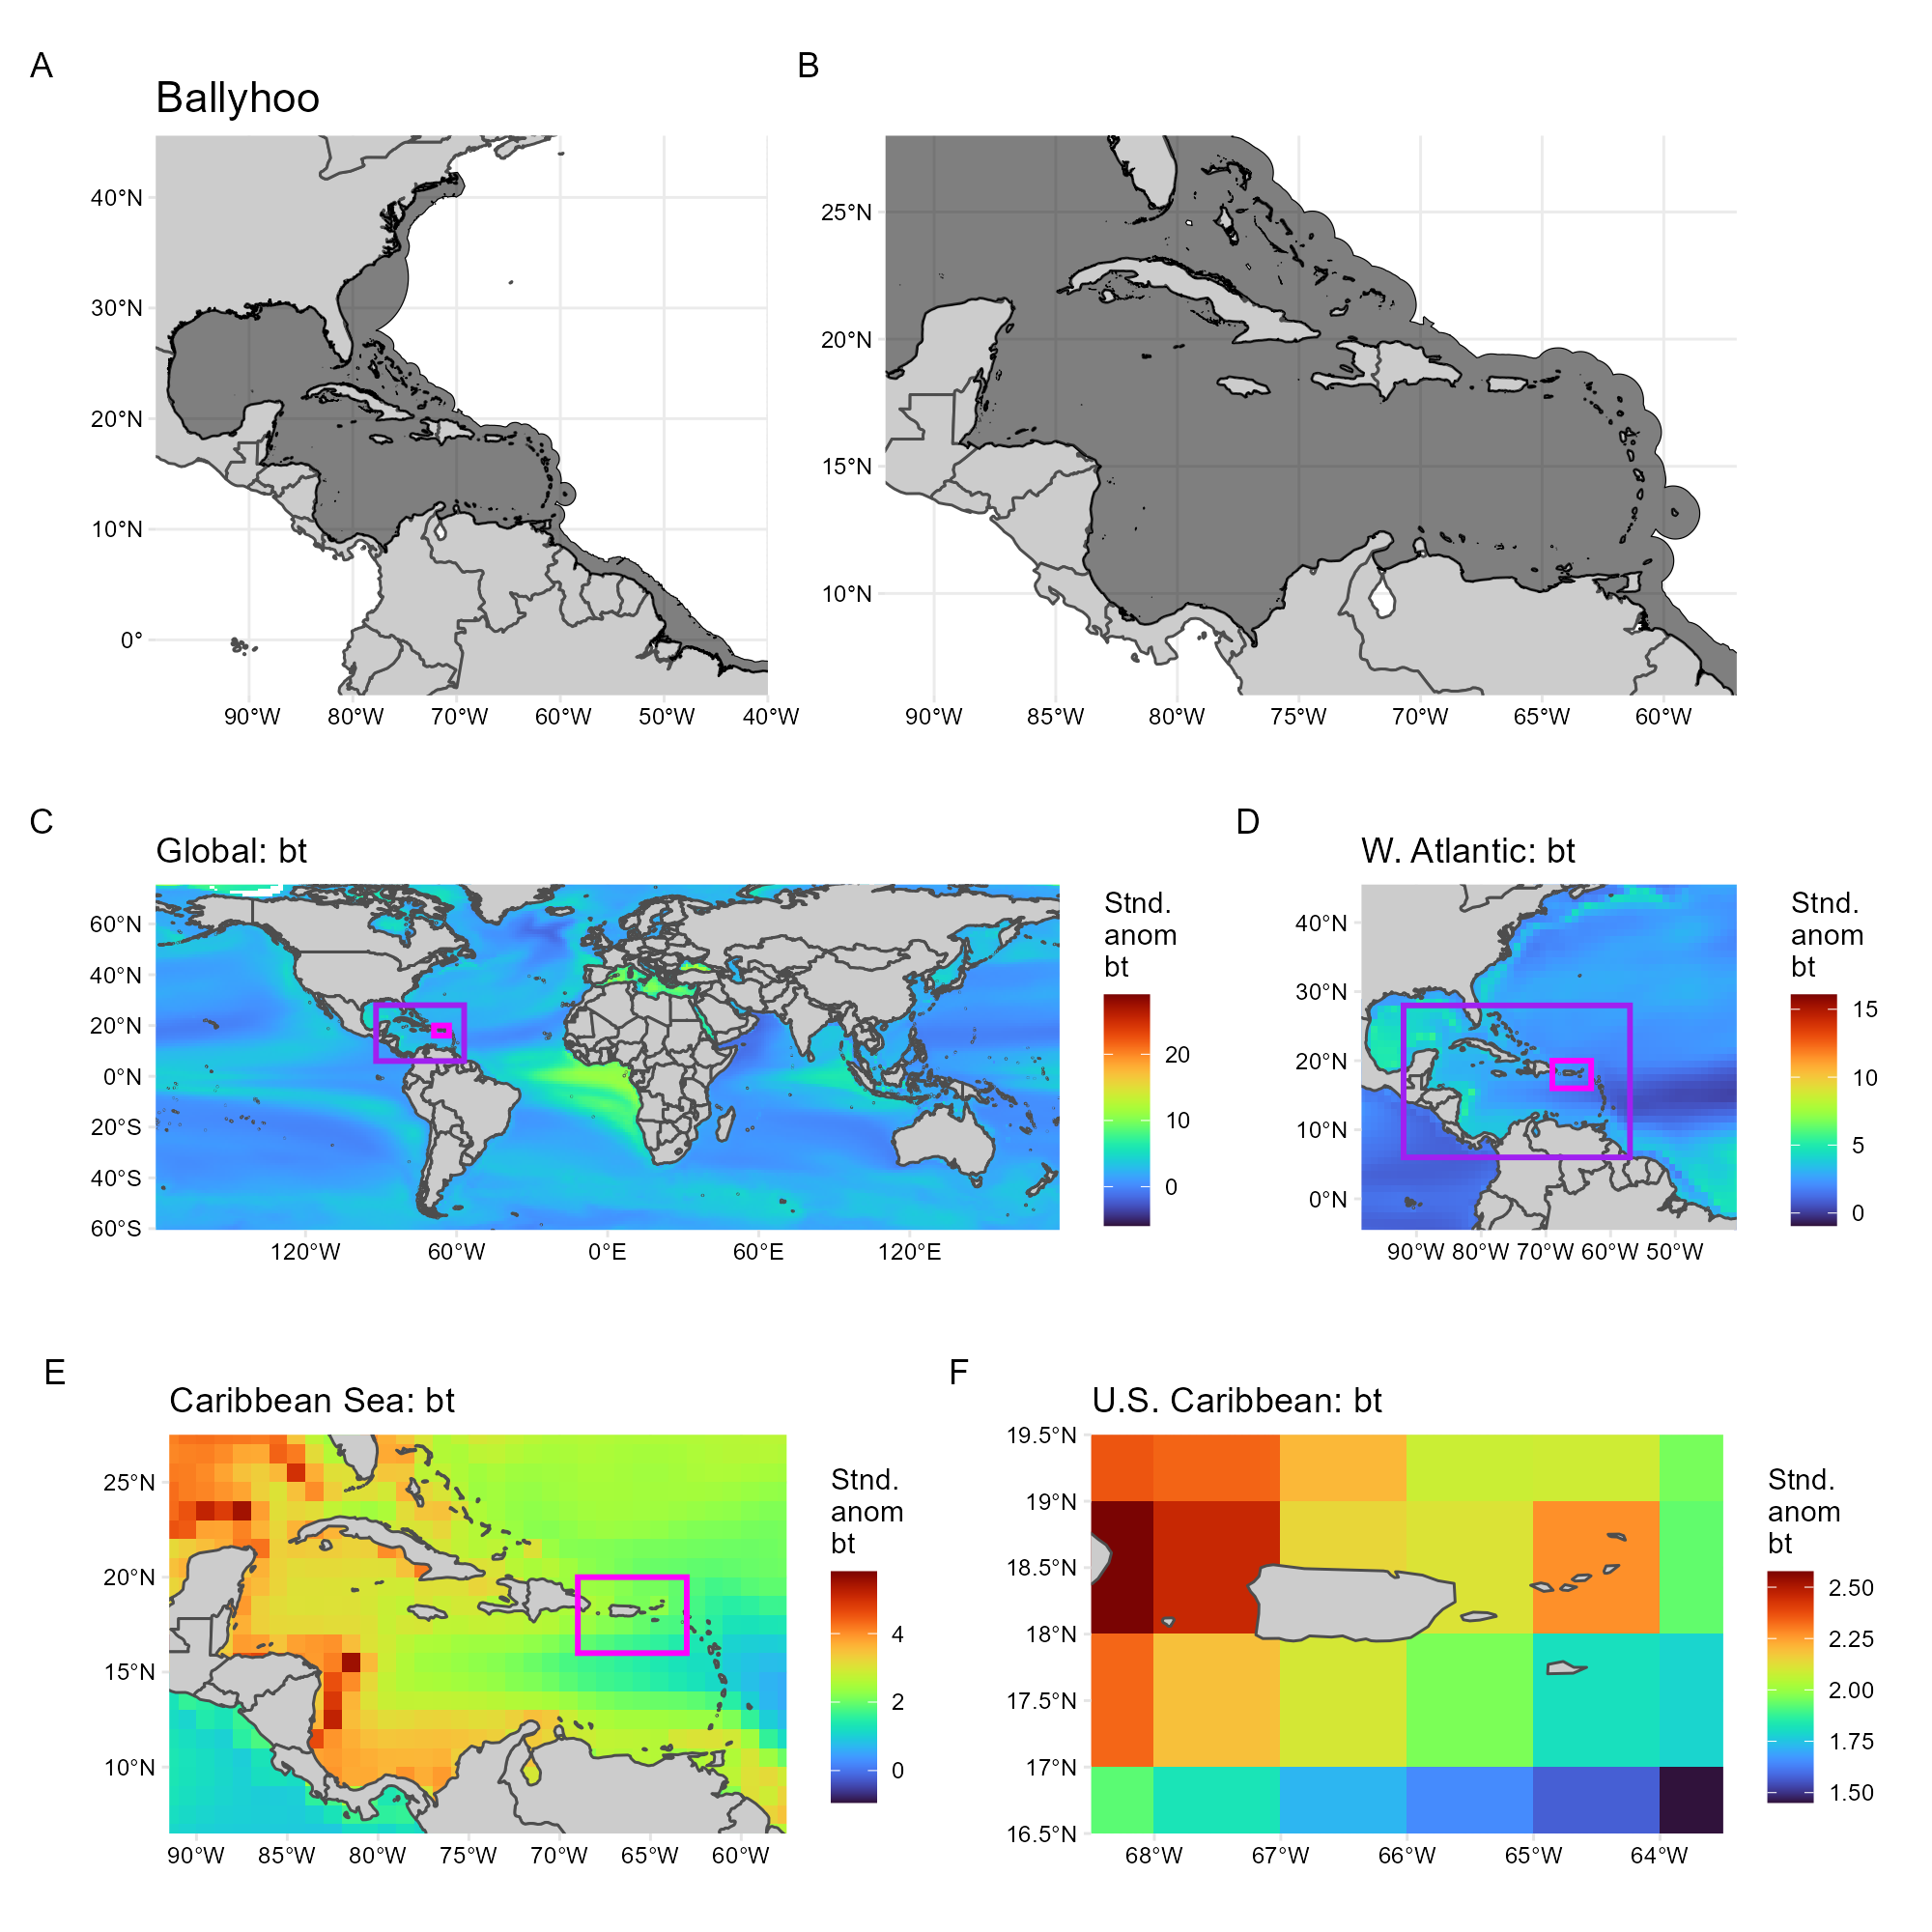 A
B
Ballyhoo
40°N
30°N
20°N
10°N
0°
90°W 80°W 70°W 60°W 50°W 40°W
25°N
20°N
15°N
10°N
90°W 85°W 80°W 75°W 70°W 65°W 60°W
C
Global: bt
60°N
40°N
20°N
0°N
20°S
40°S
60°S
120°W 60°W 0°E 60°E 120°E
Stnd.
anom
bt
20
10
0
D
W. Atlantic: bt
40°N
30°N
20°N
10°N
0°N
90°W 80°W 70°W 60°W 50°W
Stnd.
anom
bt
15
10
5
0
E
Caribbean Sea: bt
25°N
20°N
15°N
10°N
90°W 85°W 80°W 75°W 70°W 65°W 60°W
Stnd.
anom
bt
4
2
0
F
U.S. Caribbean: bt
19.5°N
19°N
18.5°N
18°N
17.5°N
17°N
16.5°N
68°W 67°W 66°W 65°W 64°W
Stnd.
anom
bt
2.50
2.25
2.00
1.75
1.50